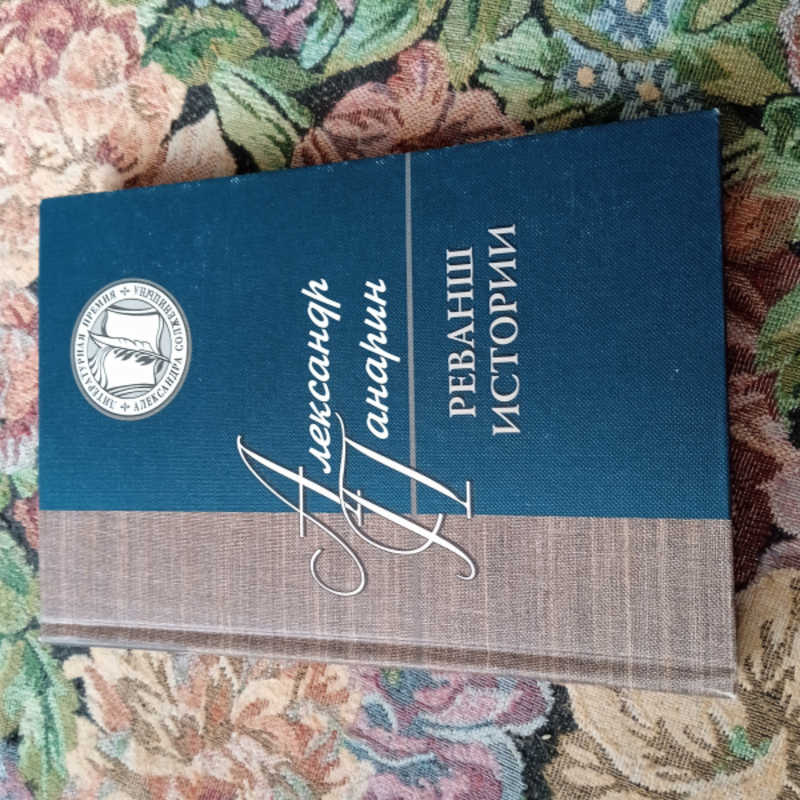 ЛИТЕРАТУРНАЯ ПРЕМИЯ
АЛЕКСАНДРА СОЛЖЕНИЦЫНА
Александр
Панарин
РЕВАНШ
ИСТОРИИ